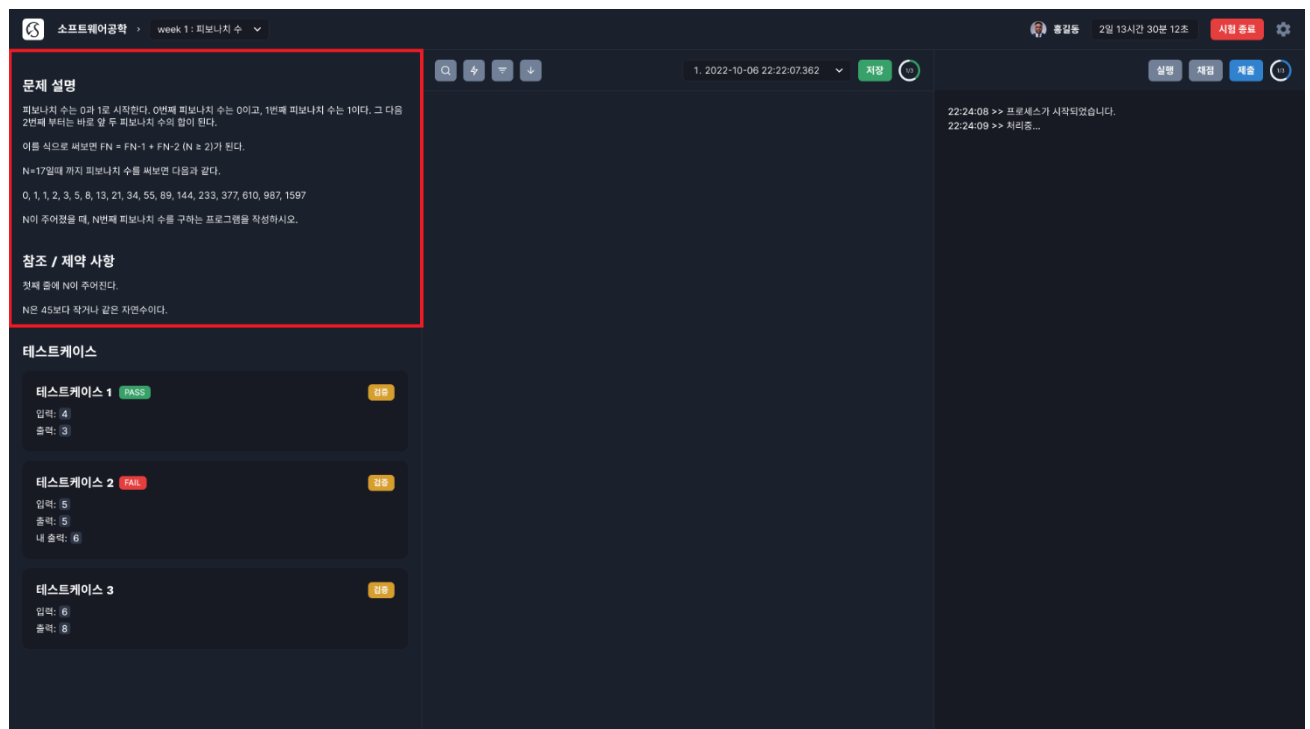 소프트웨어공학 › week 1 : 피보나치 수
홍길동 2일 13시간 30분 12초 시험 종료
1. 2022-10-06 22:22:07.362 저장 1/3
실행 채점 제출 1/3
문제 설명
피보나치 수는 0과 1로 시작한다. 0번째 피보나치 수는 0이고, 1번째 피보나치 수는 1이다. 그 다음
2번째 부터는 바로 앞 두 피보나치 수의 합이 된다.
이를 식으로 써보면 FN = FN-1 + FN-2 (N ≥ 2)가 된다.
N=17일때 까지 피보나치 수를 써보면 다음과 같다.
0, 1, 1, 2, 3, 5, 8, 13, 21, 34, 55, 89, 144, 233, 377, 610, 987, 1597
N이 주어졌을 때, N번째 피보나치 수를 구하는 프로그램을 작성하시오.
참조 / 제약 사항
첫째 줄에 N이 주어진다.
N은 45보다 작거나 같은 자연수이다.
테스트케이스
테스트케이스 1 PASS 검증
입력: 4
출력: 3
테스트케이스 2 FAIL 검증
입력: 5
출력: 5
내 출력: 6
테스트케이스 3 검증
입력: 6
출력: 8
22:24:08 >> 프로세스가 시작되었습니다.
22:24:09 >> 처리중...